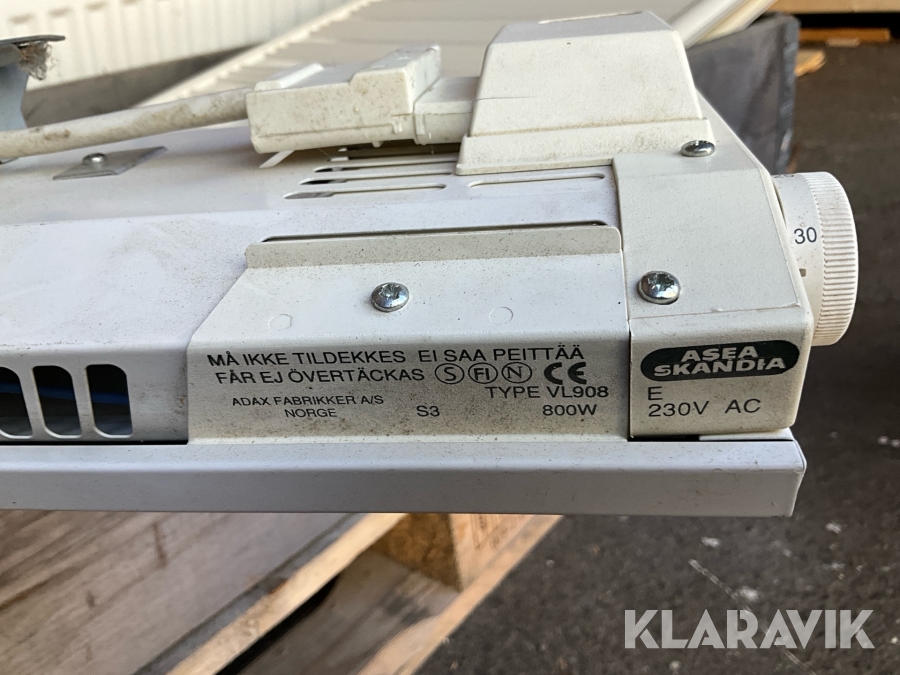 30
MÅ IKKE TILDEKKES EI SAA PEITTÄÄ
FÅR EJ ÖVERTÄCKAS S FI N CE
ADAX FABRIKKER A/S TYPE VL908
NORGE S3 800W
ASEA
SKANDIA
E
230V AC
KLARAVIK